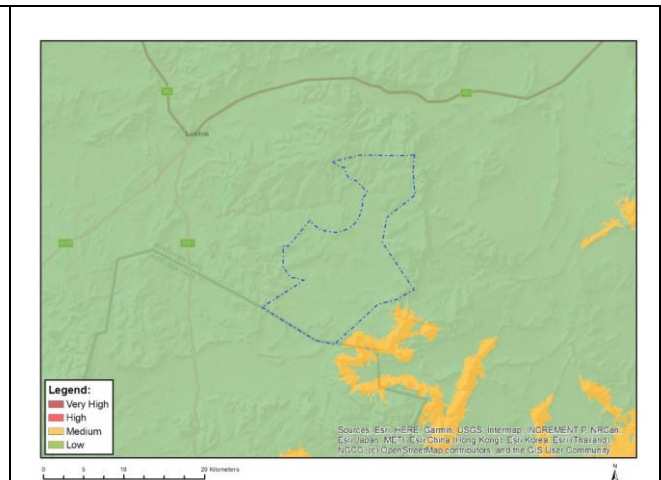 Legend:
Very High
High
Medium
Low
Sources: Esri, HERE, Garmin, USGS, Intermap, INCREMENT P, NRCan,
Esri Japan, METI, Esri China (Hong Kong), Esri Korea, Esri (Thailand),
NGCC, (c) OpenStreetMap contributors, and the GIS User Community
0 5 10 20 Kilometers
N